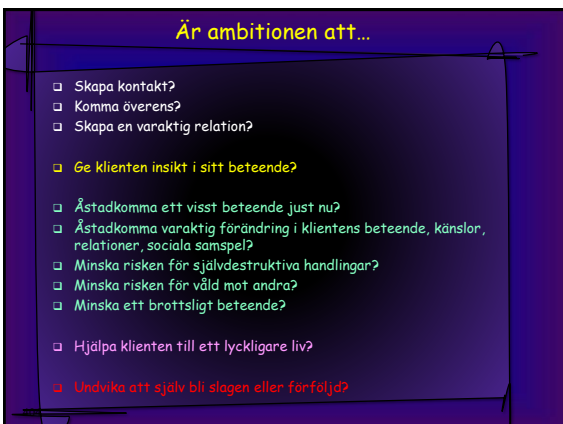 Är ambitionen att…
Skapa kontakt?
Komma överens?
Skapa en varaktig relation?
Ge klienten insikt i sitt beteende?
Åstadkomma ett visst beteende just nu?
Åstadkomma varaktig förändring i klientens beteende, känslor,
relationer, sociala samspel?
Minska risken för självdestruktiva handlingar?
Minska risken för våld mot andra?
Minska ett brottsligt beteende?
Hjälpa klienten till ett lyckligare liv?
Undvika att själv bli slagen eller förföljd?